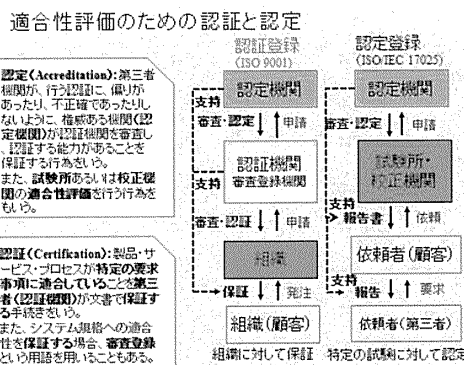 適合性評価のための認証と認定
認定(Accreditation):第三者
機関が、行う認証に、偏りが
あったり、不正確であったりし
ないように、権威ある機関(認
定機関)が認証機関を審査し
、認証する能力があることを
保証する行為をいう。
また、試験所あるいは校正機
関の適合性評価を行う行為を
もいう。
認証(Certification):製品・サ
ービス・プロセスが特定の要求
事項に適合していることを第三
者(認証機関)が文書で保証す
る手続きをいう。
また、システム規格への適合
性を保証する場合、審査登録
という用語を用いることもある。
認証登録
(ISO 9001)
認定機関
支持
審査・認定
申請
認証機関
審査登録機関
支持
審査・認証
申請
組織
保証
発注
組織(顧客)
組織に対して保証
認定登録
(ISO/IEC 17025)
認定機関
審査・認定
申請
試験所・
校正機関
支持
報告書
依頼
依頼者(顧客)
支持
報告
要求
依頼者(第三者)
特定の試験に対して認定